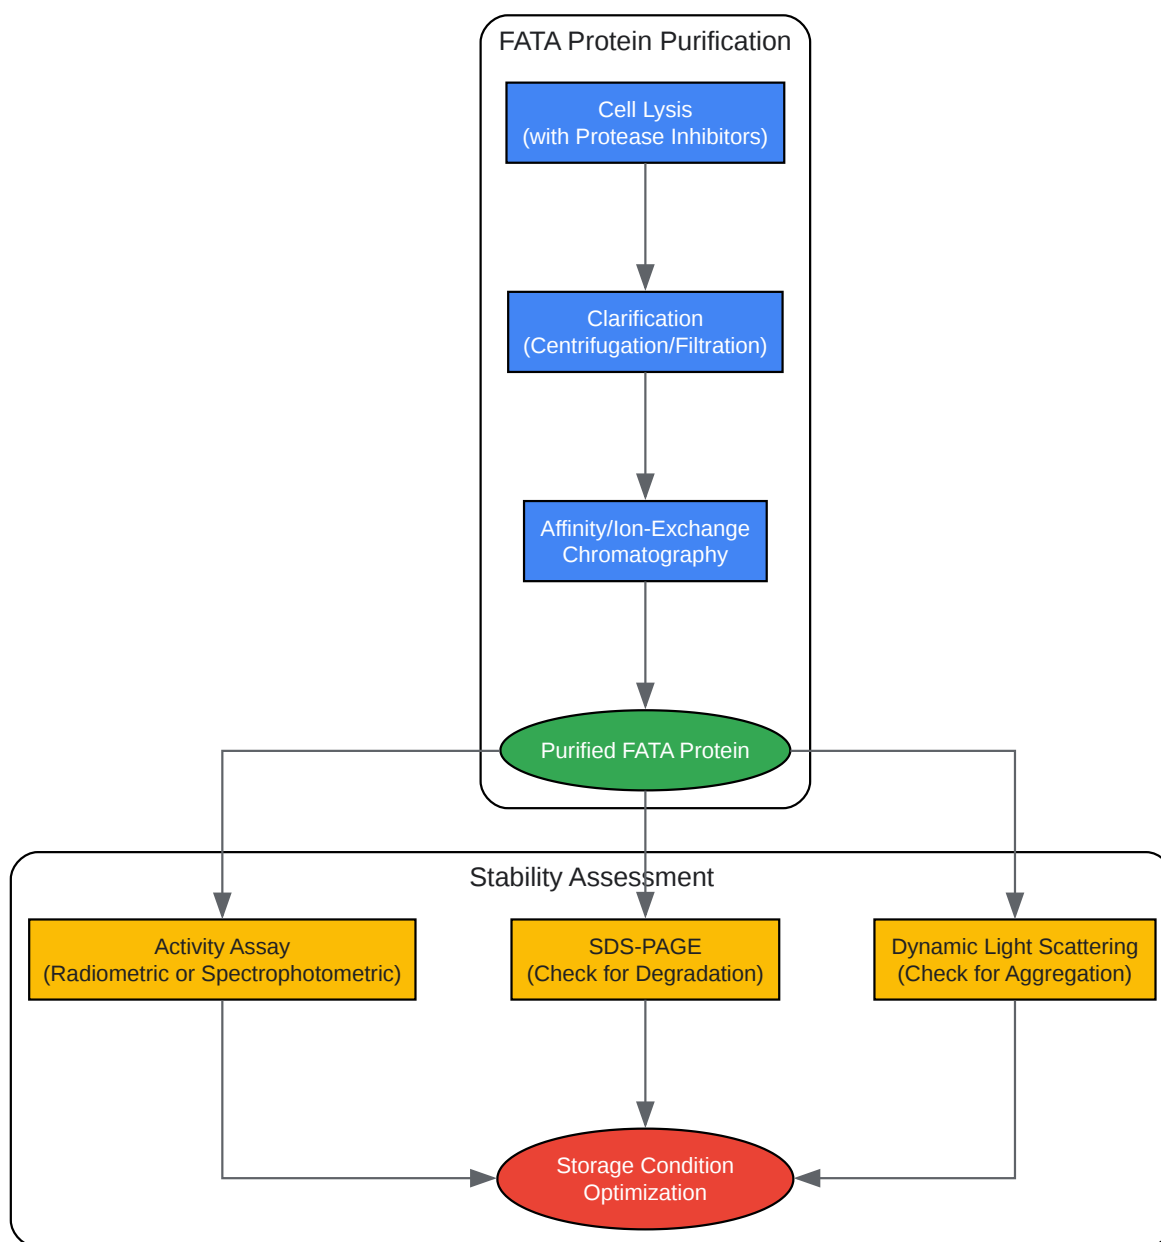 FATA Protein Purification
Cell Lysis
(with Protease Inhibitors)
Clarification
(Centrifugation/Filtration)
Affinity/Ion-Exchange
Chromatography
Purified FATA Protein
Stability Assessment
Activity Assay
(Radiometric or Spectrophotometric)
SDS-PAGE
(Check for Degradation)
Dynamic Light Scattering
(Check for Aggregation)
Storage Condition
Optimization